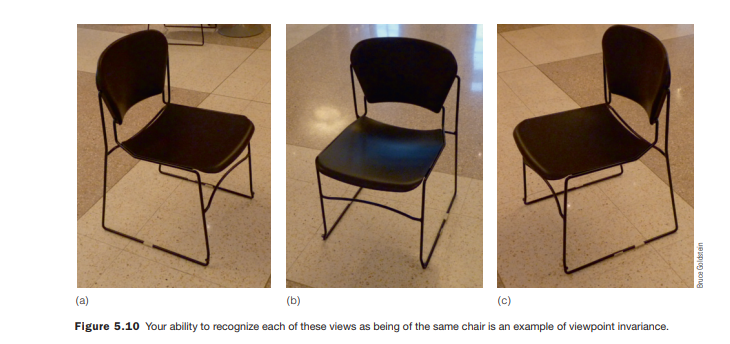 Bruce Goldstein
(a)
(b)
(c)
Figure 5.10 Your ability to recognize each of these views as being of the same chair is an example of viewpoint invariance.